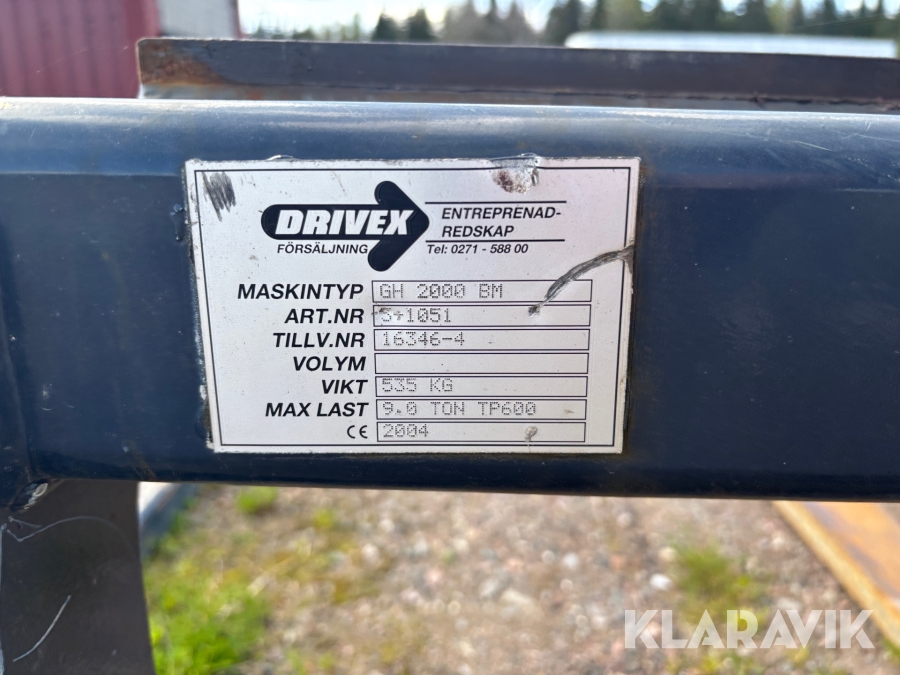 DRIVEX
FÖRSÄLJNING
ENTREPRENAD-
REDSKAP
Tel: 0271 - 588 00
MASKINTYP GH 2000 BM
ART.NR S+1051
TILLV.NR 16346-4
VOLYM
VIKT 535 KG
MAX LAST 9.0 TON TP600
CE 2004
KLARAVIK